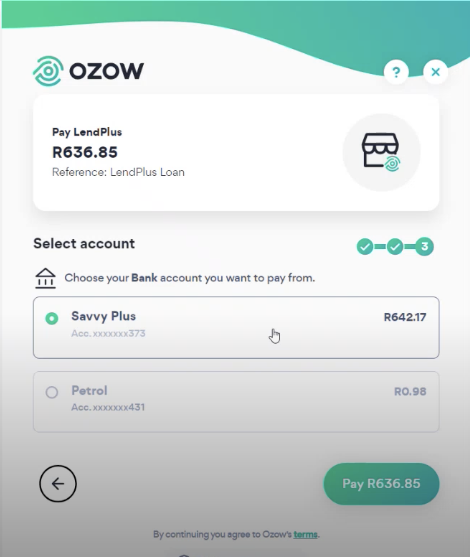 OZOW
?
Pay LendPlus
R636.85
Reference: LendPlus Loan
Select account
3
Choose your Bank account you want to pay from.
Savvy Plus
R642.17
Acc. xxxxxxx373
Petrol
R0.98
Acc. xxxxxxx431
Pay R636.85
By continuing you agree to Ozow's terms.